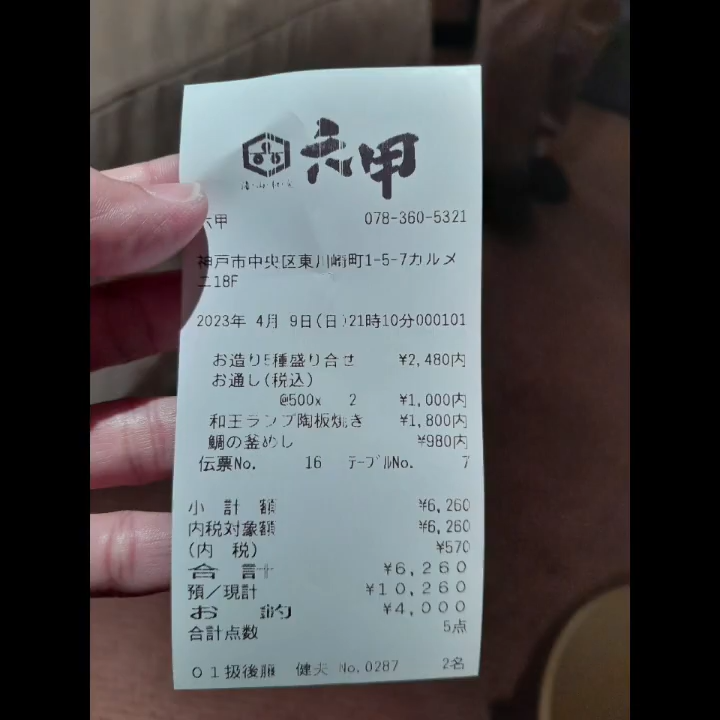 六甲
六甲 078-360-5321
神戸市中央区東川崎町1-5-7カルメ
ニ18F
2023年 4月 9日(日)21時10分000101
お造り5種盛り合せ ¥2,480内
お通し(税込)
@500x 2 ¥1,000内
和王ランプ陶板焼き ¥1,800内
鯛の釜めし ¥980内
伝票No. 16 テーブルNo. 7
小 計 額 ¥6,260
内税対象額 ¥6,260
(内 税) ¥570
合 計 ¥6,260
預/現計 ¥10,260
お 釣 ¥4,000
合計点数 5点
01扱後藤 健夫 No.0287 2名